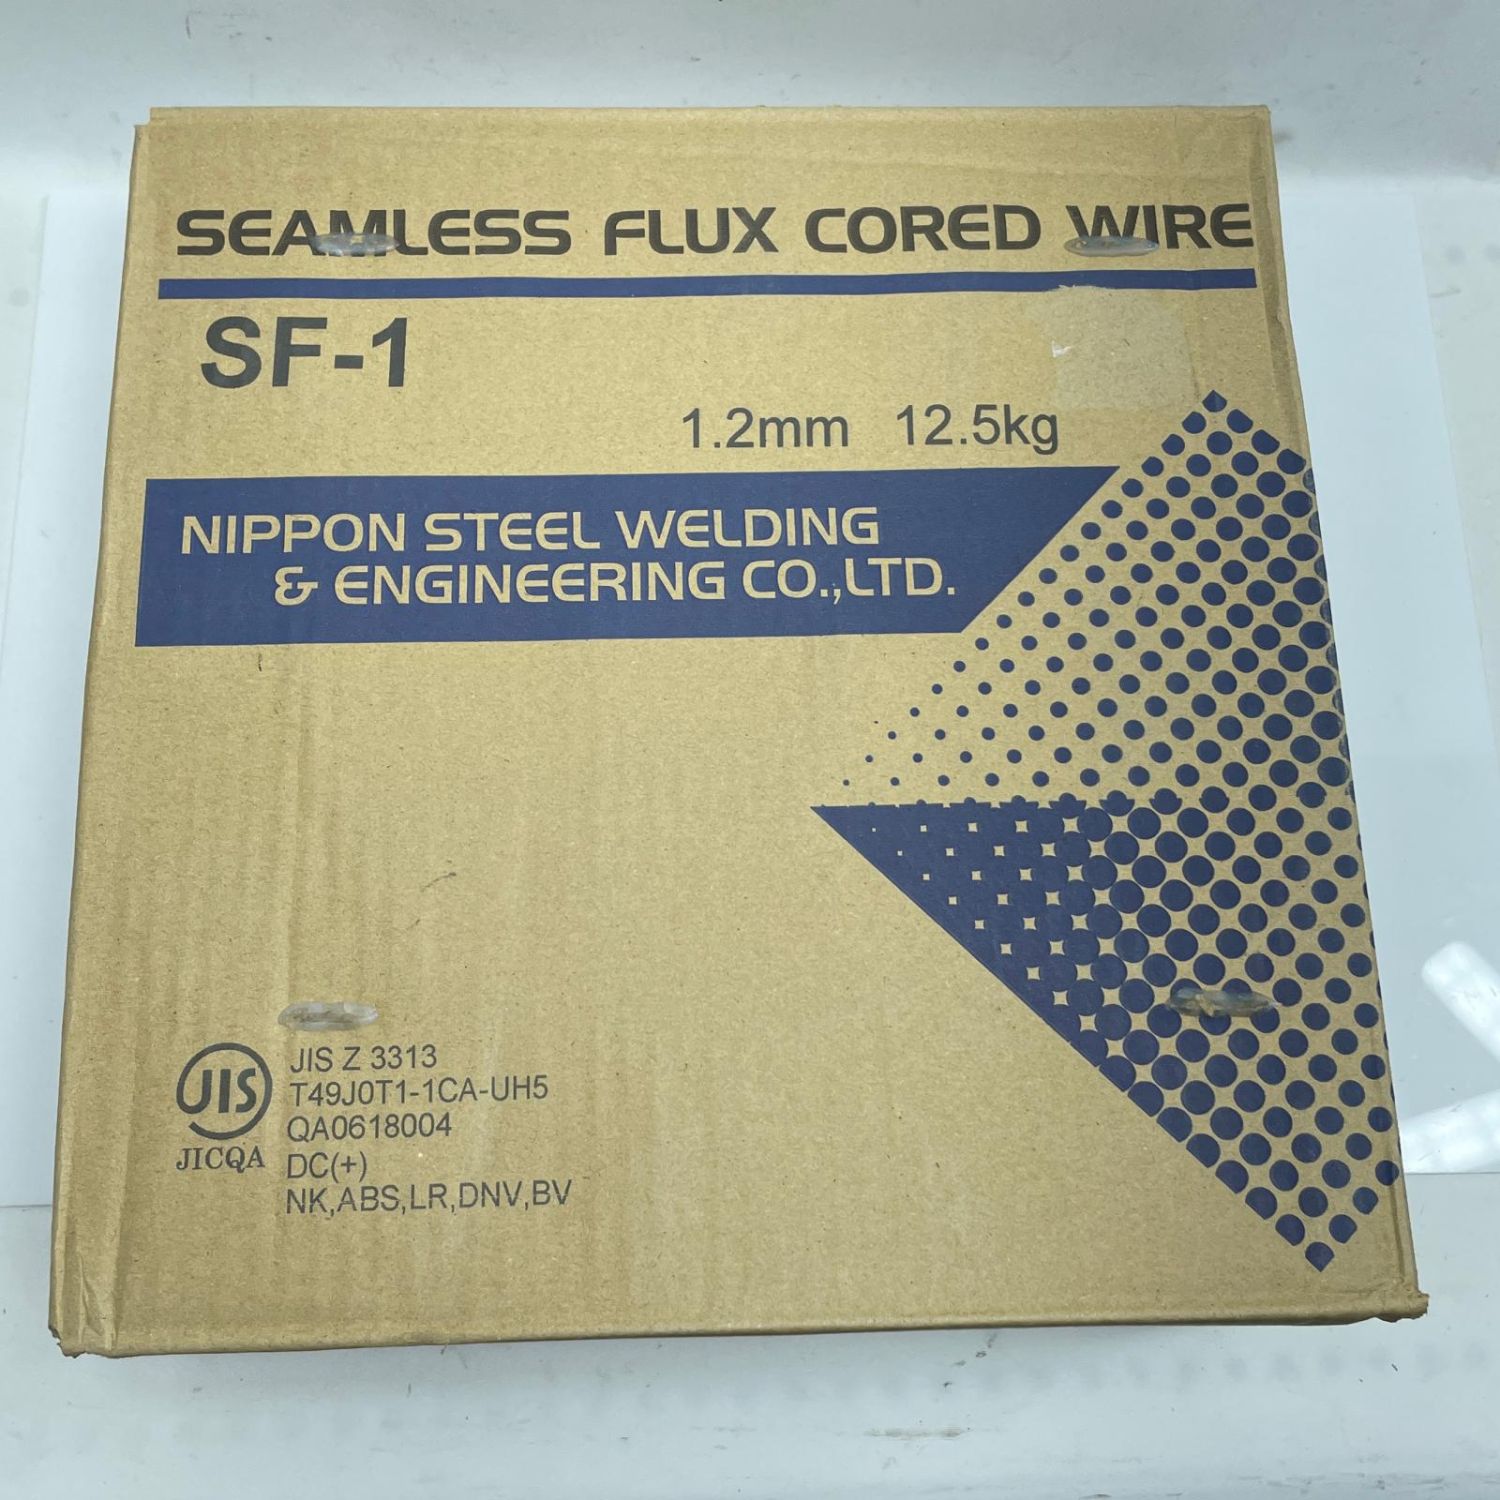 SEAMLESS FLUX CORED WIRE
SF-1
1.2mm 12.5kg
NIPPON STEEL WELDING
& ENGINEERING CO.,LTD.
JIS
JICQA
JIS Z 3313
T49J0T1-1CA-UH5
QA0618004
DC(+)
NK,ABS,LR,DNV,BV